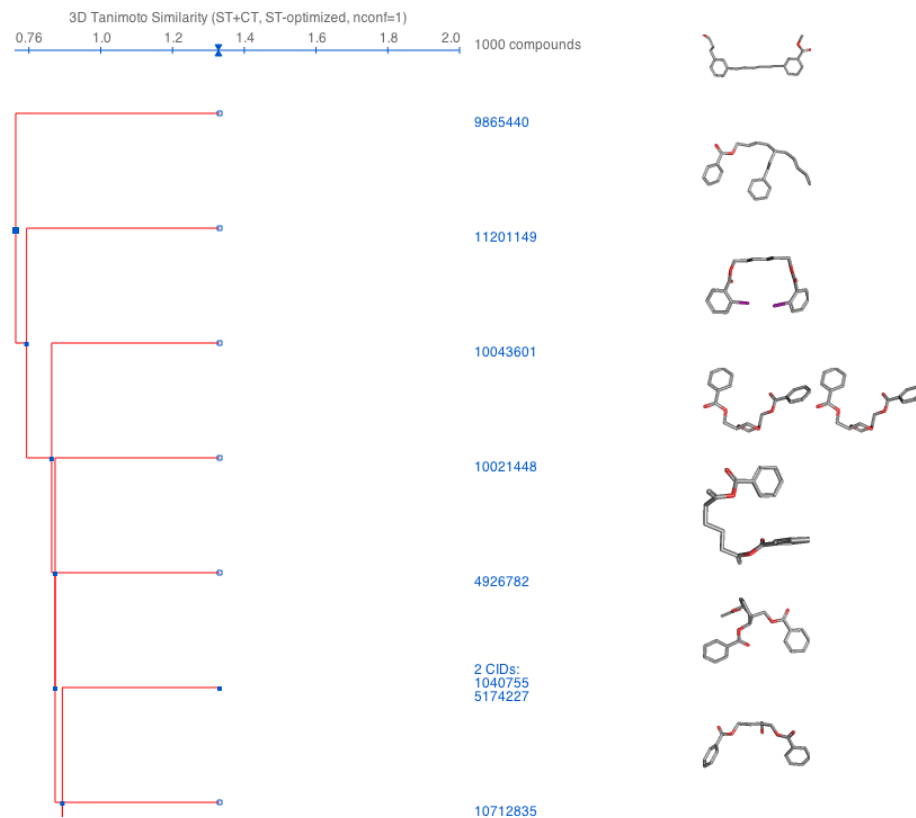 3D Tanimoto Similarity (ST+CT, ST-optimized, nconf=1)
0.76 1.0 1.2 1.4 1.6 1.8 2.0
1000 compounds
9865440
11201149
10043601
10021448
4926782
2 CIDs:
1040755
5174227
10712835